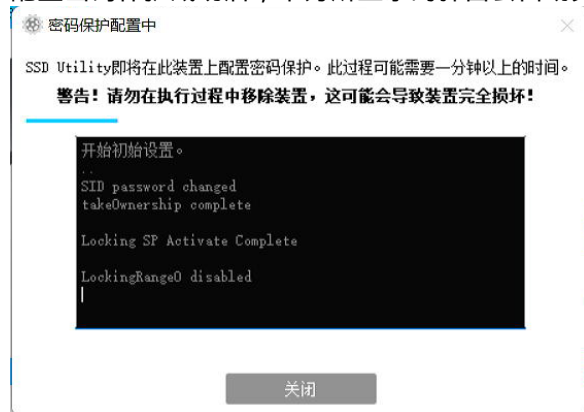 密码保护配置中
SSD Utility即将在此装置上配置密码保护。此过程可能需要一分钟以上的时间。
警告！请勿在执行过程中移除装置，这可能会导致装置完全损坏！
开始初始设置。
..
SID password changed
takeOwnership complete
Locking SP Activate Complete
LockingRange0 disabled
关闭